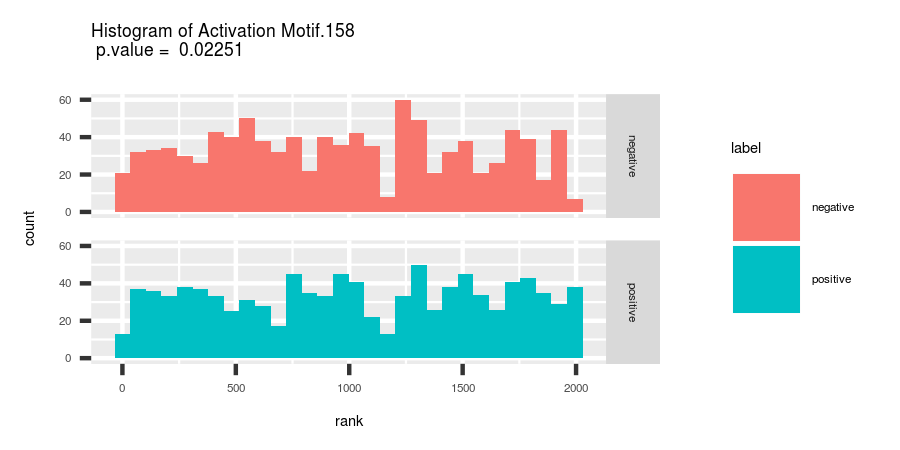 Histogram of Activation Motif.158
p.value = 0.02251
count
60
40
20
0
negative
60
40
20
0
positive
0 500 1000 1500 2000
rank
label
negative
positive